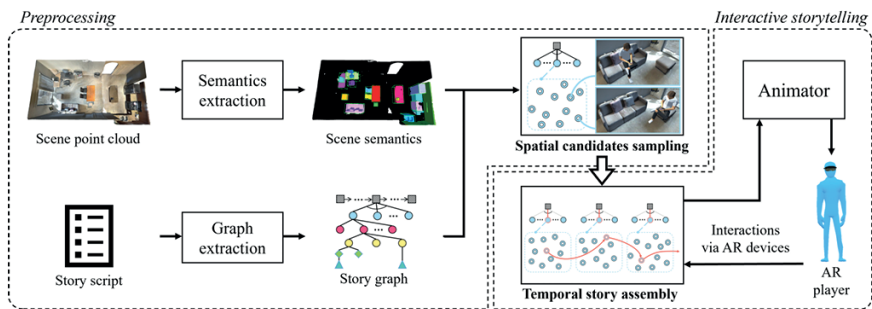 Preprocessing
Interactive storytelling
Semantics
extraction
Scene point cloud
Scene semantics
Spatial candidates sampling
Animator
Graph
extraction
Story script
Story graph
Temporal story assembly
Interactions
via AR devices
AR
player